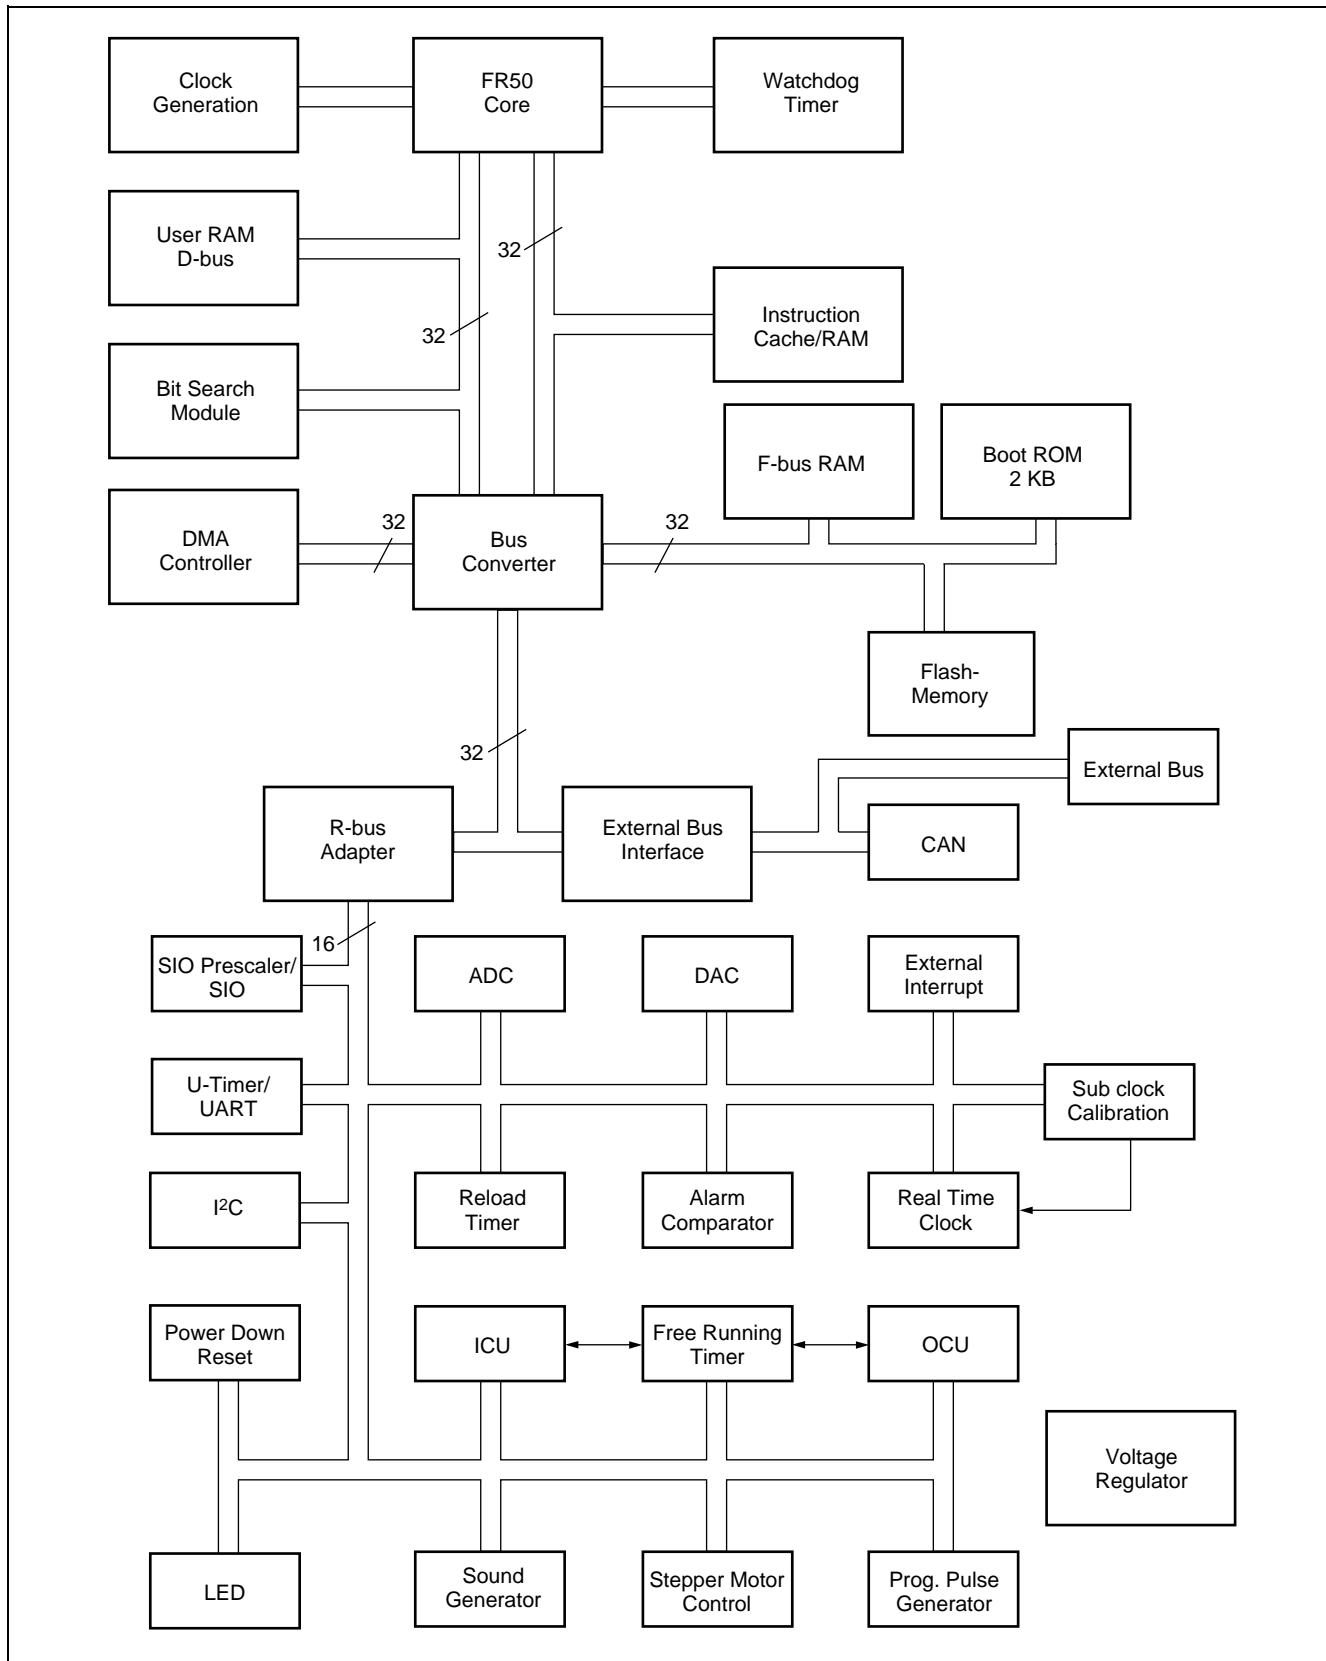 Clock
Generation
FR50
Core
Watchdog
Timer
User RAM
D-bus
32
Instruction
Cache/RAM
32
Bit Search
Module
F-bus RAM
Boot ROM
2 KB
DMA
Controller
32
Bus
Converter
32
Flash-
Memory
32
External Bus
R-bus
Adapter
External Bus
Interface
CAN
16
SIO Prescaler/
SIO
ADC
DAC
External
Interrupt
U-Timer/
UART
Sub clock
Calibration
I²C
Reload
Timer
Alarm
Comparator
Real Time
Clock
Power Down
Reset
ICU
Free Running
Timer
OCU
Voltage
Regulator
LED
Sound
Generator
Stepper Motor
Control
Prog. Pulse
Generator